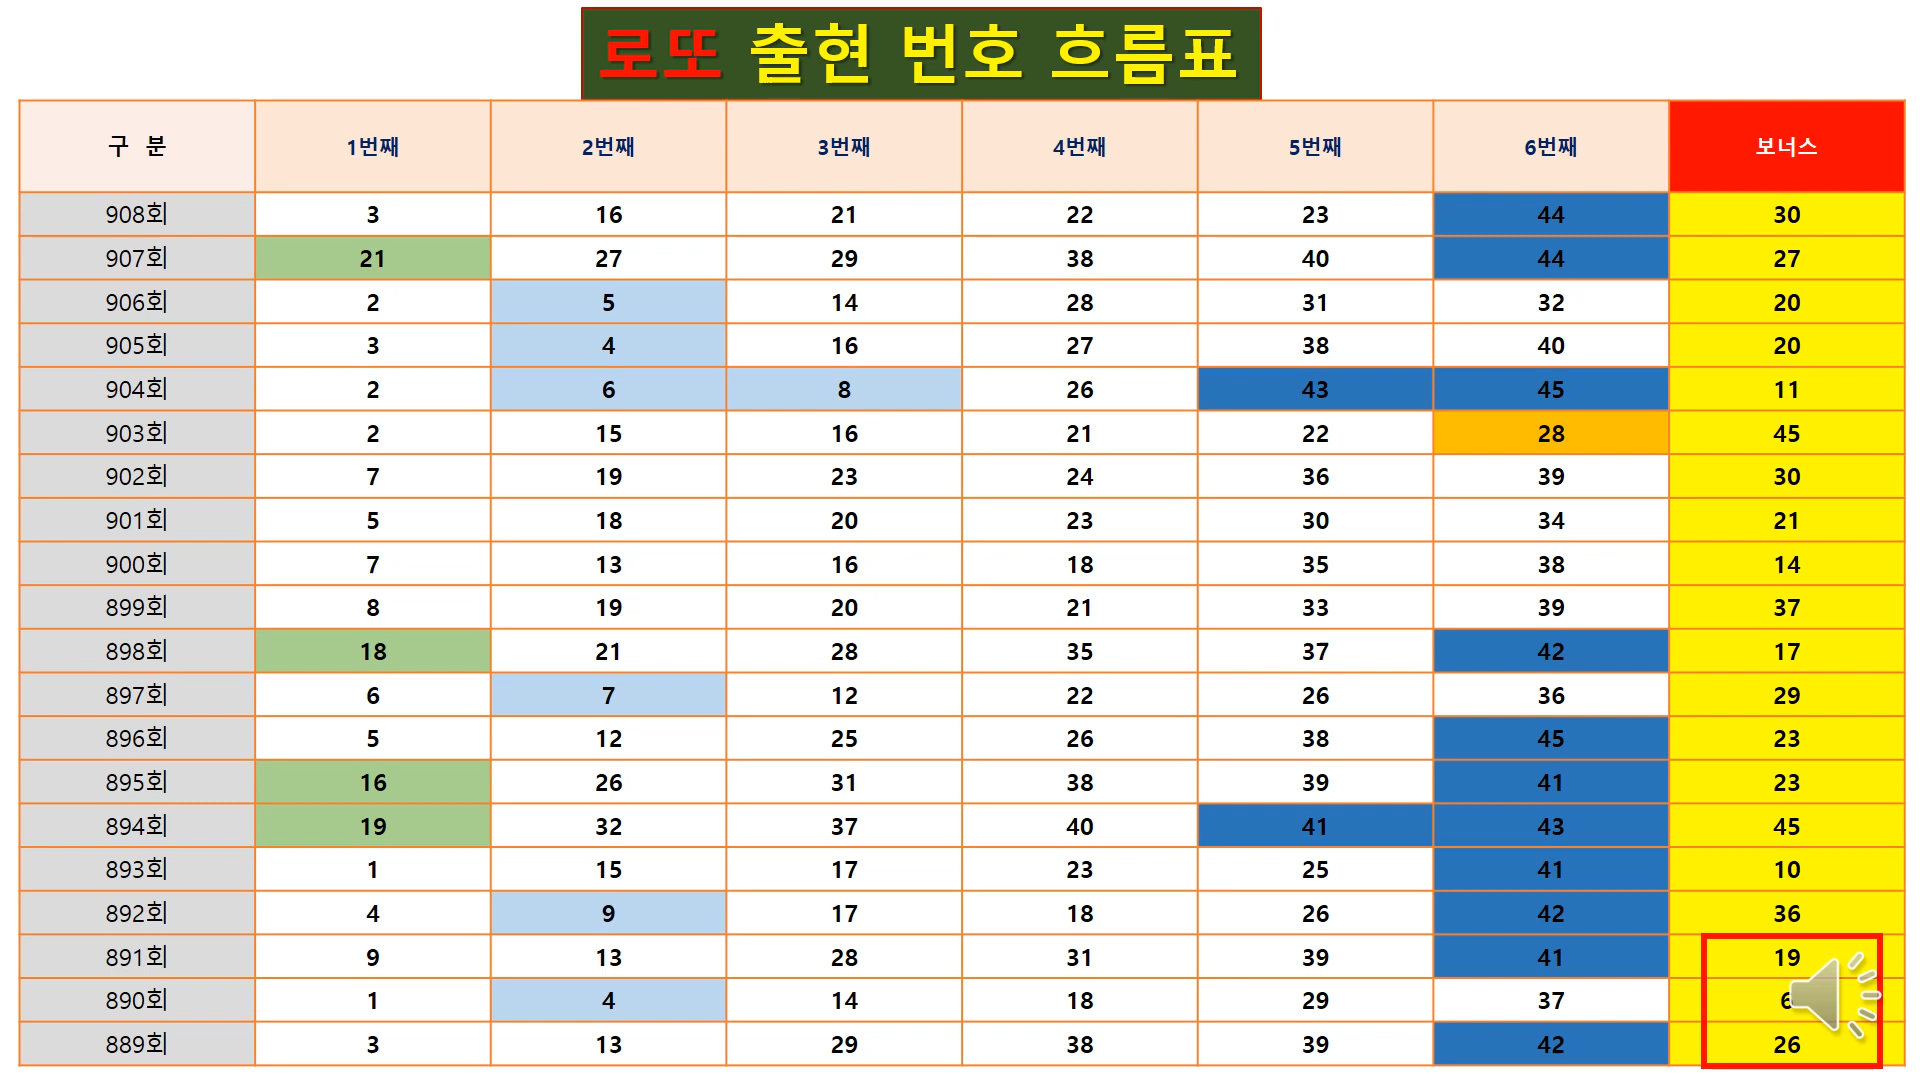 로또 출현 번호 흐름표
구 분 1번째 2번째 3번째 4번째 5번째 6번째 보너스
908회 3 16 21 22 23 44 30
907회 21 27 29 38 40 44 27
906회 2 5 14 28 31 32 20
905회 3 4 16 27 38 40 20
904회 2 6 8 26 43 45 11
903회 2 15 16 21 22 28 45
902회 7 19 23 24 36 39 30
901회 5 18 20 23 30 34 21
900회 7 13 16 18 35 38 14
899회 8 19 20 21 33 39 37
898회 18 21 28 35 37 42 17
897회 6 7 12 22 26 36 29
896회 5 12 25 26 38 45 23
895회 16 26 31 38 39 41 23
894회 19 32 37 40 41 43 45
893회 1 15 17 23 25 41 10
892회 4 9 17 18 26 42 36
891회 9 13 28 31 39 41 19
890회 1 4 14 18 29 37 6
889회 3 13 29 38 39 42 26